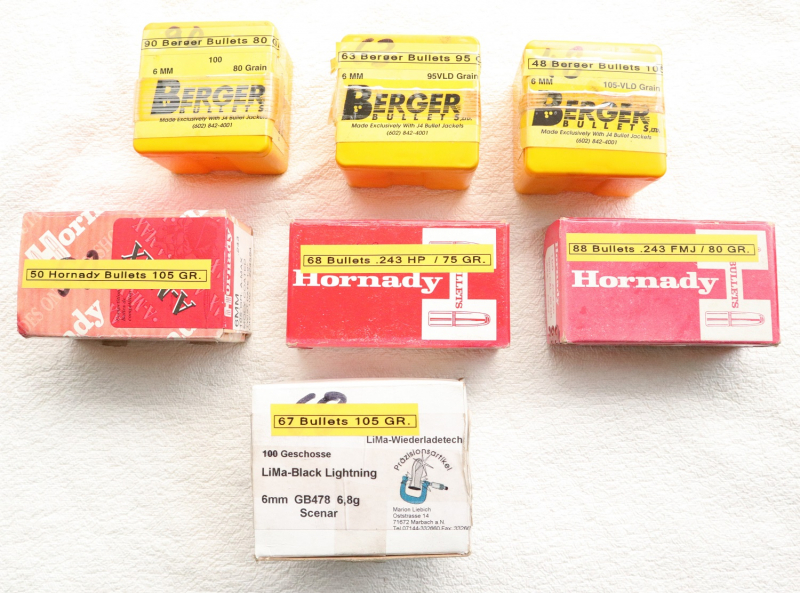 90 Berger Bullets 80 G
100
6 MM 80 Grain
BERGER
BULLETS
Made Exclusively With J4 Bullet Jackets
(602) 842-4001
63 Berger Bullets 95 G
6 MM 95VLD Grain
BERGER
BULLETS
Made Exclusively With J4 Bullet Jackets
(602) 842-4001
48 Berger Bullets 105
6 MM 105-VLD Grain
BERGER
BULLETS
Made Exclusively With J4 Bullet Jackets
(602) 842-4001
Horn
50 Hornady Bullets 105 GR.
Hornady
Hornady
68 Bullets .243 HP / 75 GR.
Hornady
BULLETS
88 Bullets .243 FMJ / 80 GR.
Hornady
BULLETS
67 Bullets 105 GR.
LiMa-Wiederladetech
100 Geschosse
LiMa-Black Lightning
6mm GB478 6,8g
Scenar
Präzisionsartikel
Marion Liebich
Oststrasse 14
71672 Marbach a.N.